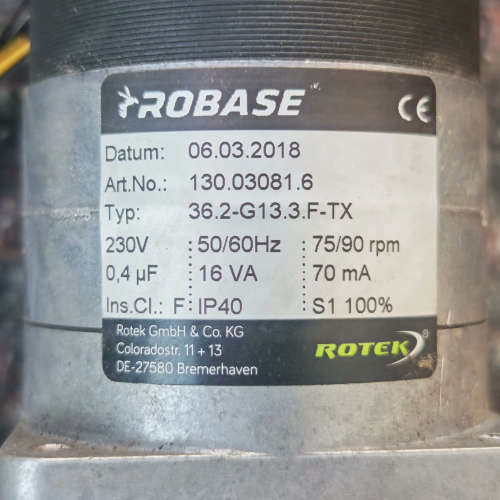 ROBASE CE
Datum: 06.03.2018
Art.No.: 130.03081.6
Typ: 36.2-G13.3.F-TX
230V : 50/60Hz : 75/90 rpm
0,4 µF : 16 VA : 70 mA
Ins.Cl.: F : IP40 : S1 100%
Rotek GmbH & Co. KG
Coloradostr. 11 + 13
DE-27580 Bremerhaven
ROTEK®